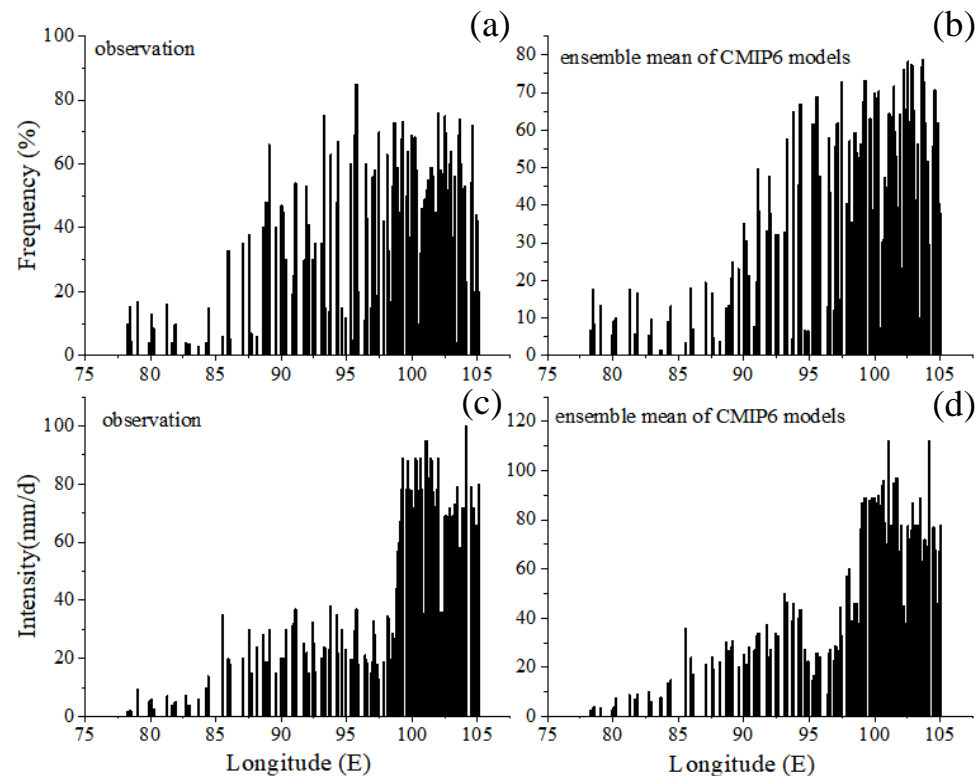 (a)
observation
Frequency (%)
100
80
60
40
20
0
75 80 85 90 95 100 105
(b)
ensemble mean of CMIP6 models
80
70
60
50
40
30
20
10
0
75 80 85 90 95 100 105
(c)
observation
Intensity(mm/d)
100
80
60
40
20
0
75 80 85 90 95 100 105
Longitude (E)
(d)
ensemble mean of CMIP6 models
120
100
80
60
40
20
0
75 80 85 90 95 100 105
Longitude (E)